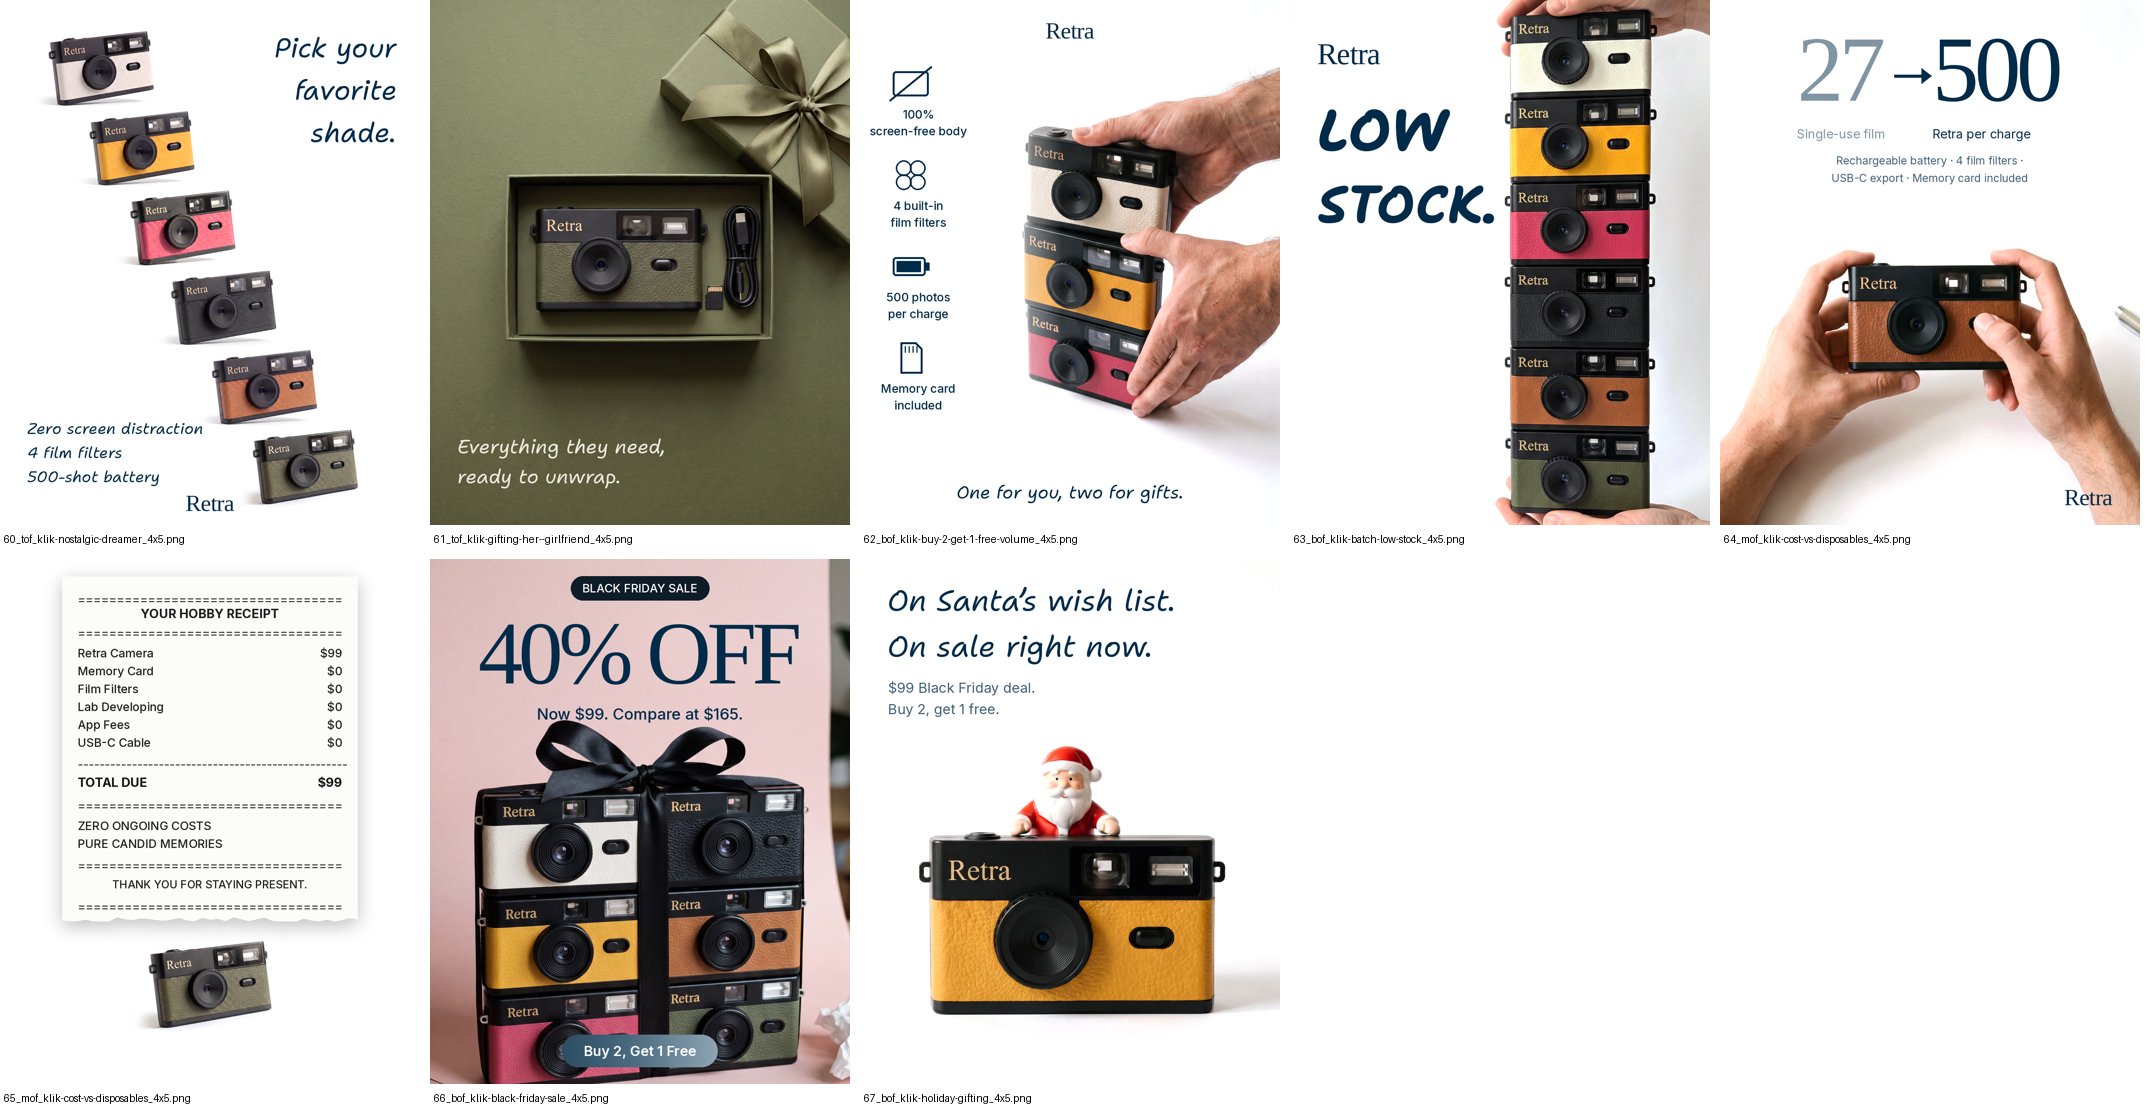 Pick your
favorite
shade.
Retra
Retra
Retra
Retra
Retra
Retra
Zero screen distraction
4 film filters
500-shot battery
Retra
60_tof_klik-nostalgic-dreamer_4x5.png
Retra
Everything they need,
ready to unwrap.
61_tof_klik-gifting-her--girlfriend_4x5.png
Retra
100%
screen-free body
4 built-in
film filters
500 photos
per charge
Memory card
included
Retra
Retra
Retra
One for you, two for gifts.
62_bof_klik-buy-2-get-1-free-volume_4x5.png
Retra
LOW
STOCK.
Retra
Retra
Retra
Retra
Retra
Retra
63_bof_klik-batch-low-stock_4x5.png
27→500
Single-use film Retra per charge
Rechargeable battery · 4 film filters ·
USB-C export · Memory card included
Retra
Retra
64_mof_klik-cost-vs-disposables_4x5.png
==================================
YOUR HOBBY RECEIPT
==================================
Retra Camera $99
Memory Card $0
Film Filters $0
Lab Developing $0
App Fees $0
USB-C Cable $0
--------------------------------------------------
TOTAL DUE $99
==================================
ZERO ONGOING COSTS
PURE CANDID MEMORIES
==================================
THANK YOU FOR STAYING PRESENT.
==================================
Retra
65_mof_klik-cost-vs-disposables_4x5.png
BLACK FRIDAY SALE
40% OFF
Now $99. Compare at $165.
Retra
Retra
Retra
Retra
Retra
Retra
Buy 2, Get 1 Free
66_bof_klik-black-friday-sale_4x5.png
On Santa's wish list.
On sale right now.
$99 Black Friday deal.
Buy 2, get 1 free.
Retra
67_bof_klik-holiday-gifting_4x5.png